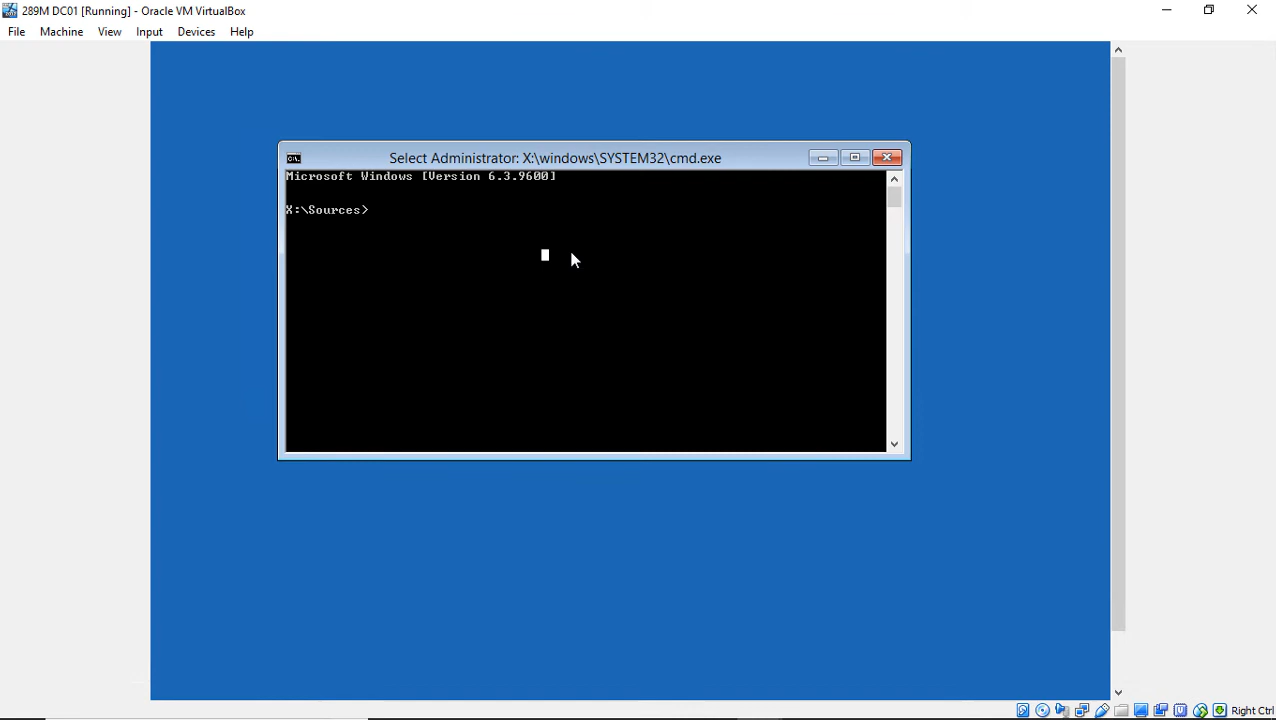 289M DC01 [Running] - Oracle VM VirtualBox
File Machine View Input Devices Help
Select Administrator: X:\windows\SYSTEM32\cmd.exe
Microsoft Windows [Version 6.3.9600]
X:\Sources>
Right Ctrl